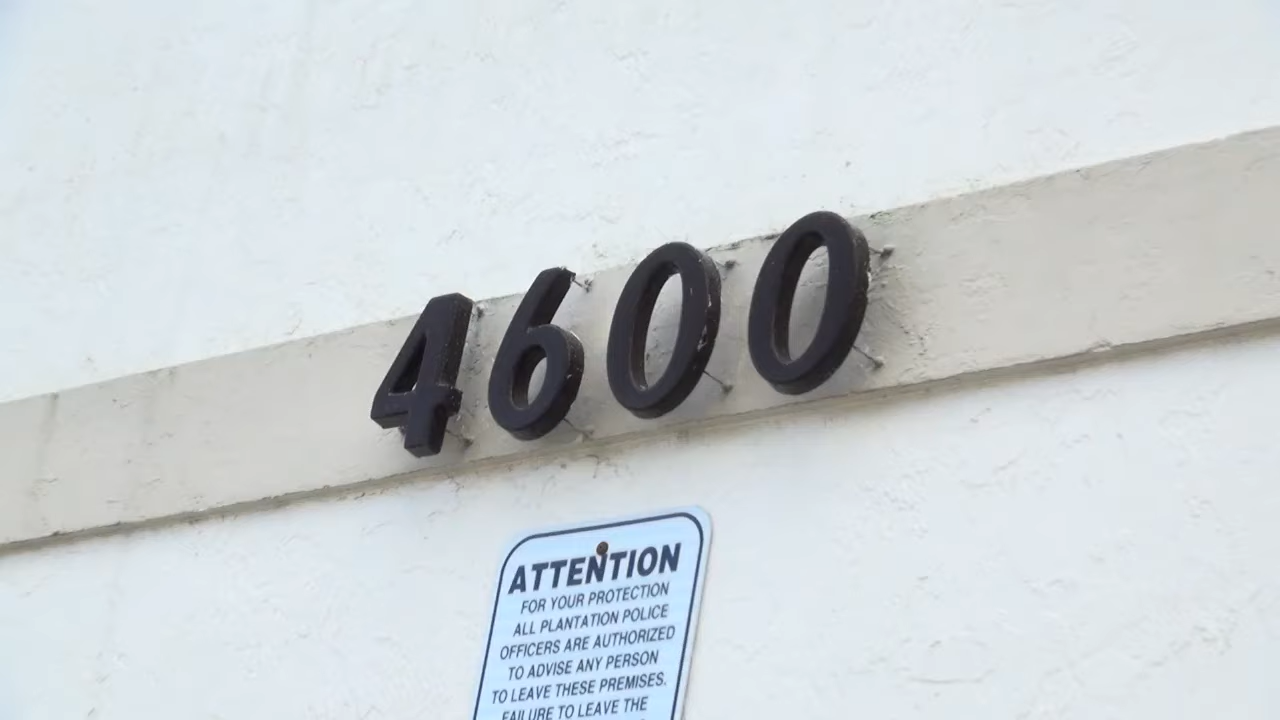 4600
ATTENTION
FOR YOUR PROTECTION
ALL PLANTATION POLICE
OFFICERS ARE AUTHORIZED
TO ADVISE ANY PERSON
TO LEAVE THESE PREMISES.
FAILURE TO LEAVE THE